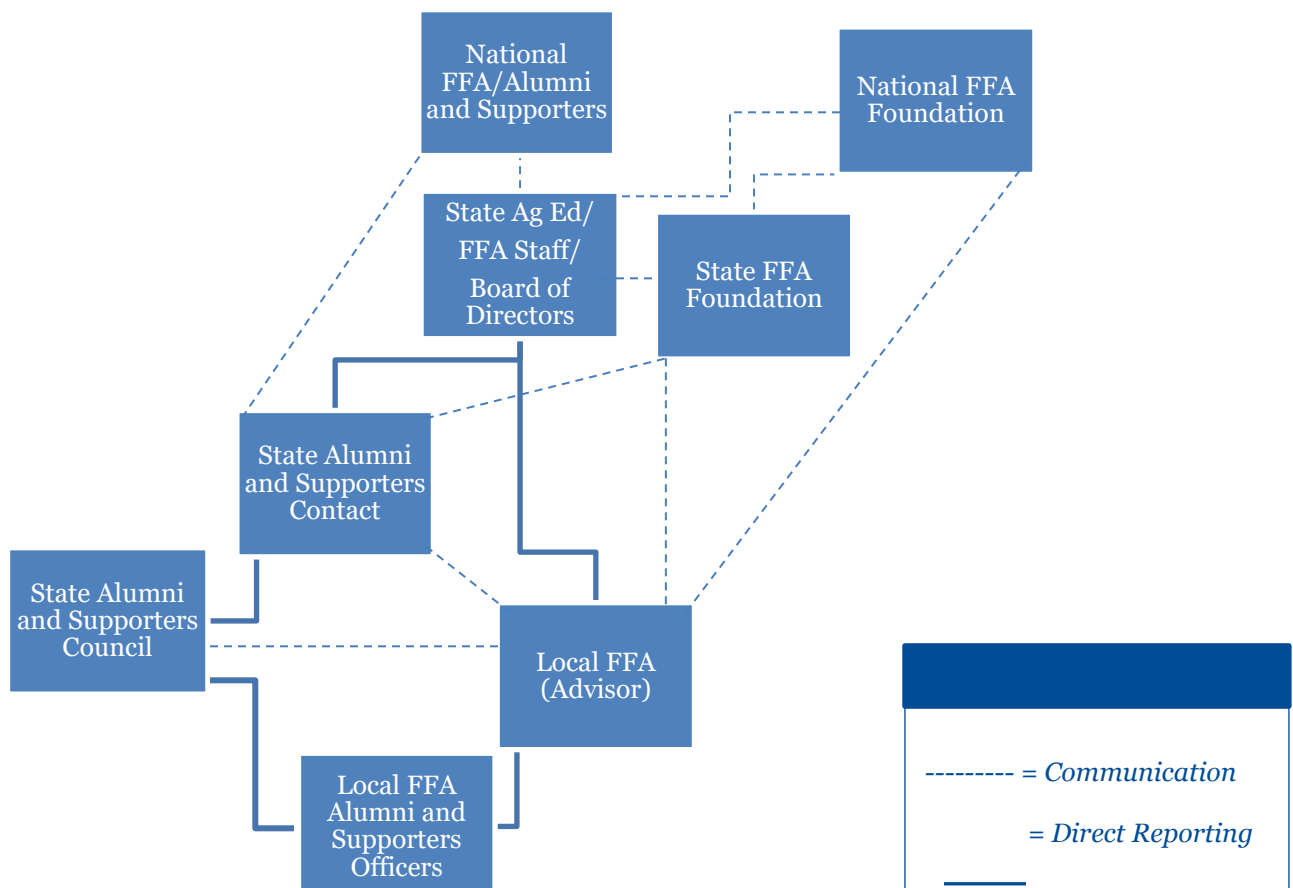 National
FFA/Alumni
and Supporters
National FFA
Foundation
State Ag Ed/
FFA Staff/
Board of
Directors
State FFA
Foundation
State Alumni
and Supporters
Contact
State Alumni
and Supporters
Council
Local FFA
(Advisor)
Local FFA
Alumni and
Supporters
Officers
---------- = Communication
= Direct Reporting